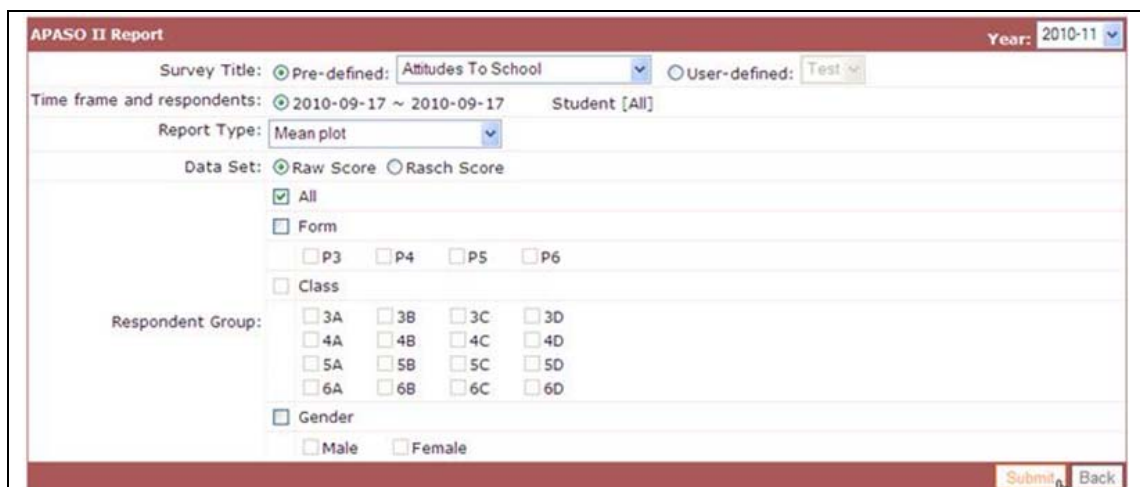 APASO II Report Year: 2010-11
Survey Title: Pre-defined: Attitudes To School User-defined: Test
Time frame and respondents: 2010-09-17 ~ 2010-09-17 Student [All]
Report Type: Mean plot
Data Set: Raw Score Rasch Score
All
Form
P3 P4 P5 P6
Class
Respondent Group:
3A 3B 3C 3D
4A 4B 4C 4D
5A 5B 5C 5D
6A 6B 6C 6D
Gender
Male Female
Submit Back